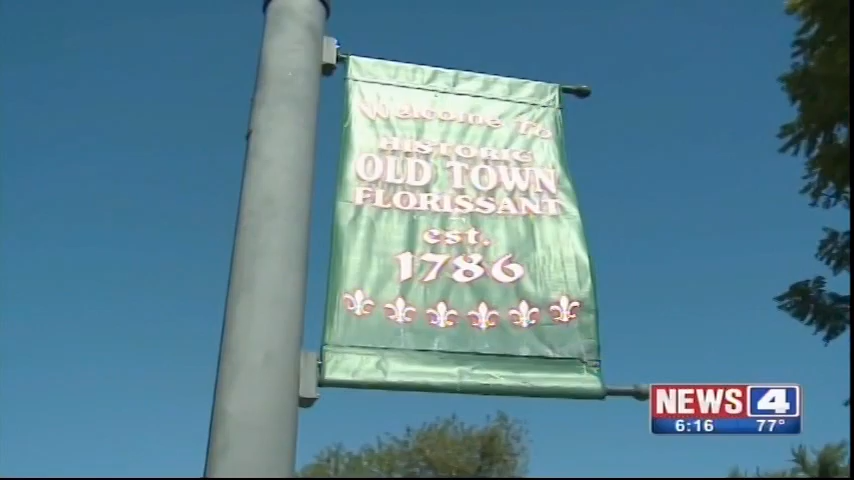 Welcome To
HISTORIC
OLD TOWN
FLORISSANT
est.
1786
NEWS 4
6:16 77°